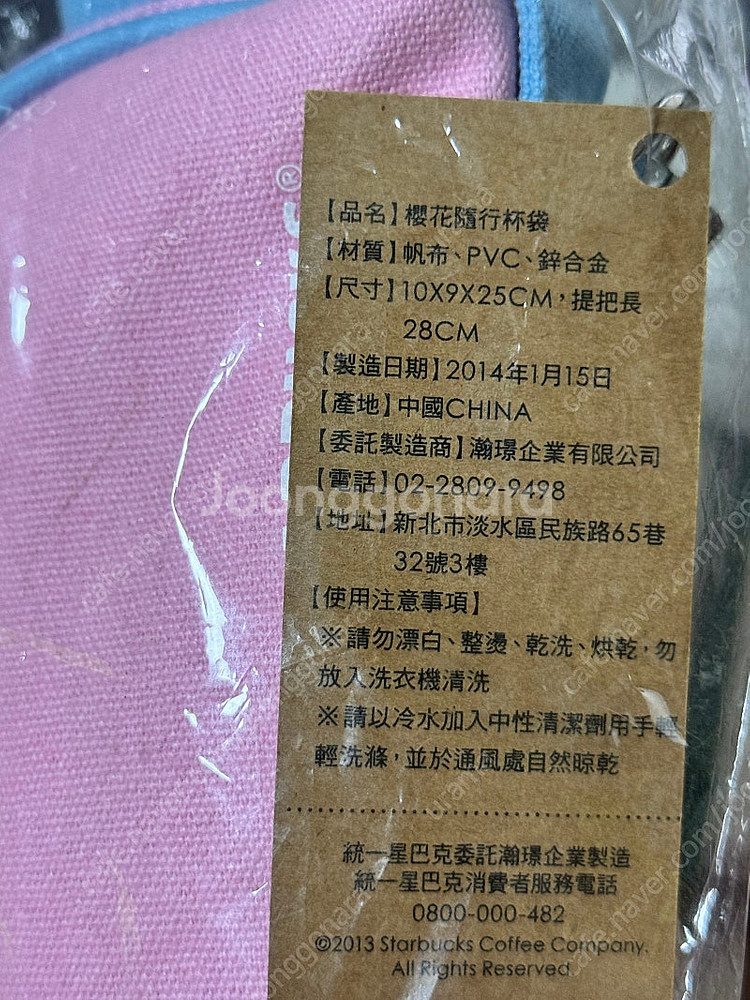 【品名】櫻花隨行杯袋
【材質】帆布、PVC、鋅合金
【尺寸】10X9X25CM，提把長
28CM
【製造日期】2014年1月15日
【產地】中國CHINA
【委託製造商】瀚璟企業有限公司
【電話】02-2809-9498
【地址】新北市淡水區民族路65巷
32號3樓
【使用注意事項】
※請勿漂白、整燙、乾洗、烘乾，勿
放入洗衣機清洗
※請以冷水加入中性清潔劑用手輕
輕洗滌，並於通風處自然晾乾
統一星巴克委託瀚璟企業製造
統一星巴克消費者服務電話
0800-000-482
©2013 Starbucks Coffee Company.
All Rights Reserved.
Joonggonara